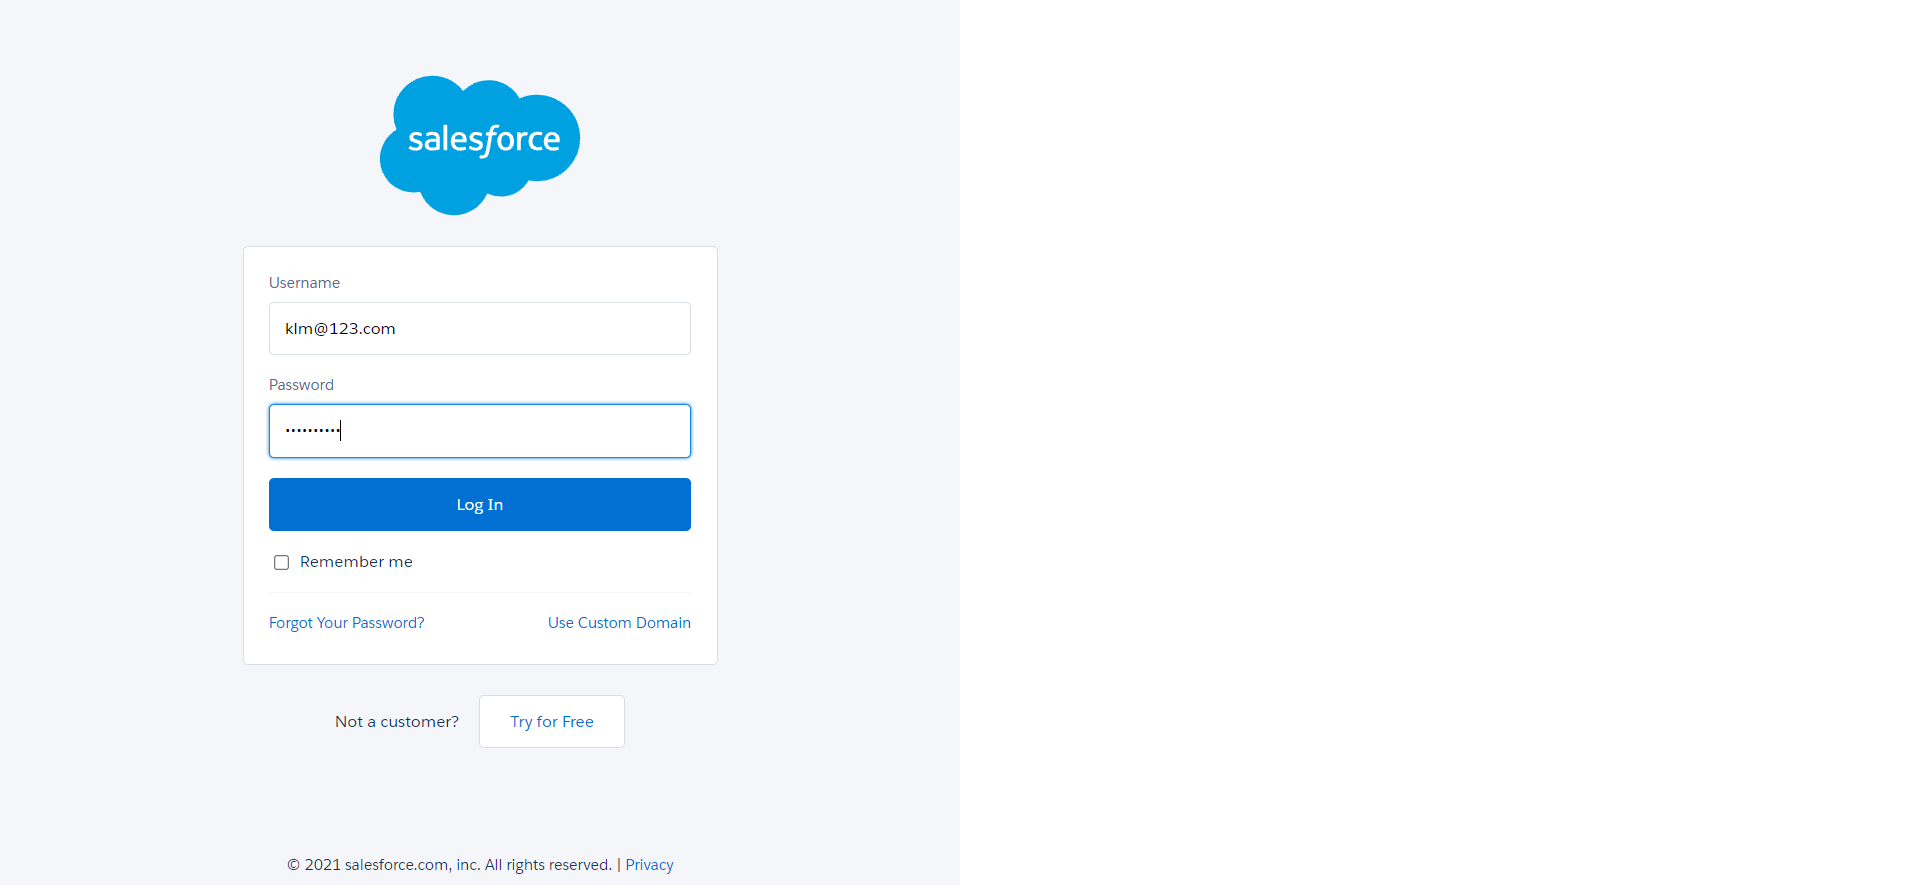 salesforce
Username
klm@123.com
Password
••••••••••
Log In
Remember me
Forgot Your Password? Use Custom Domain
Not a customer? Try for Free
© 2021 salesforce.com, inc. All rights reserved. | Privacy